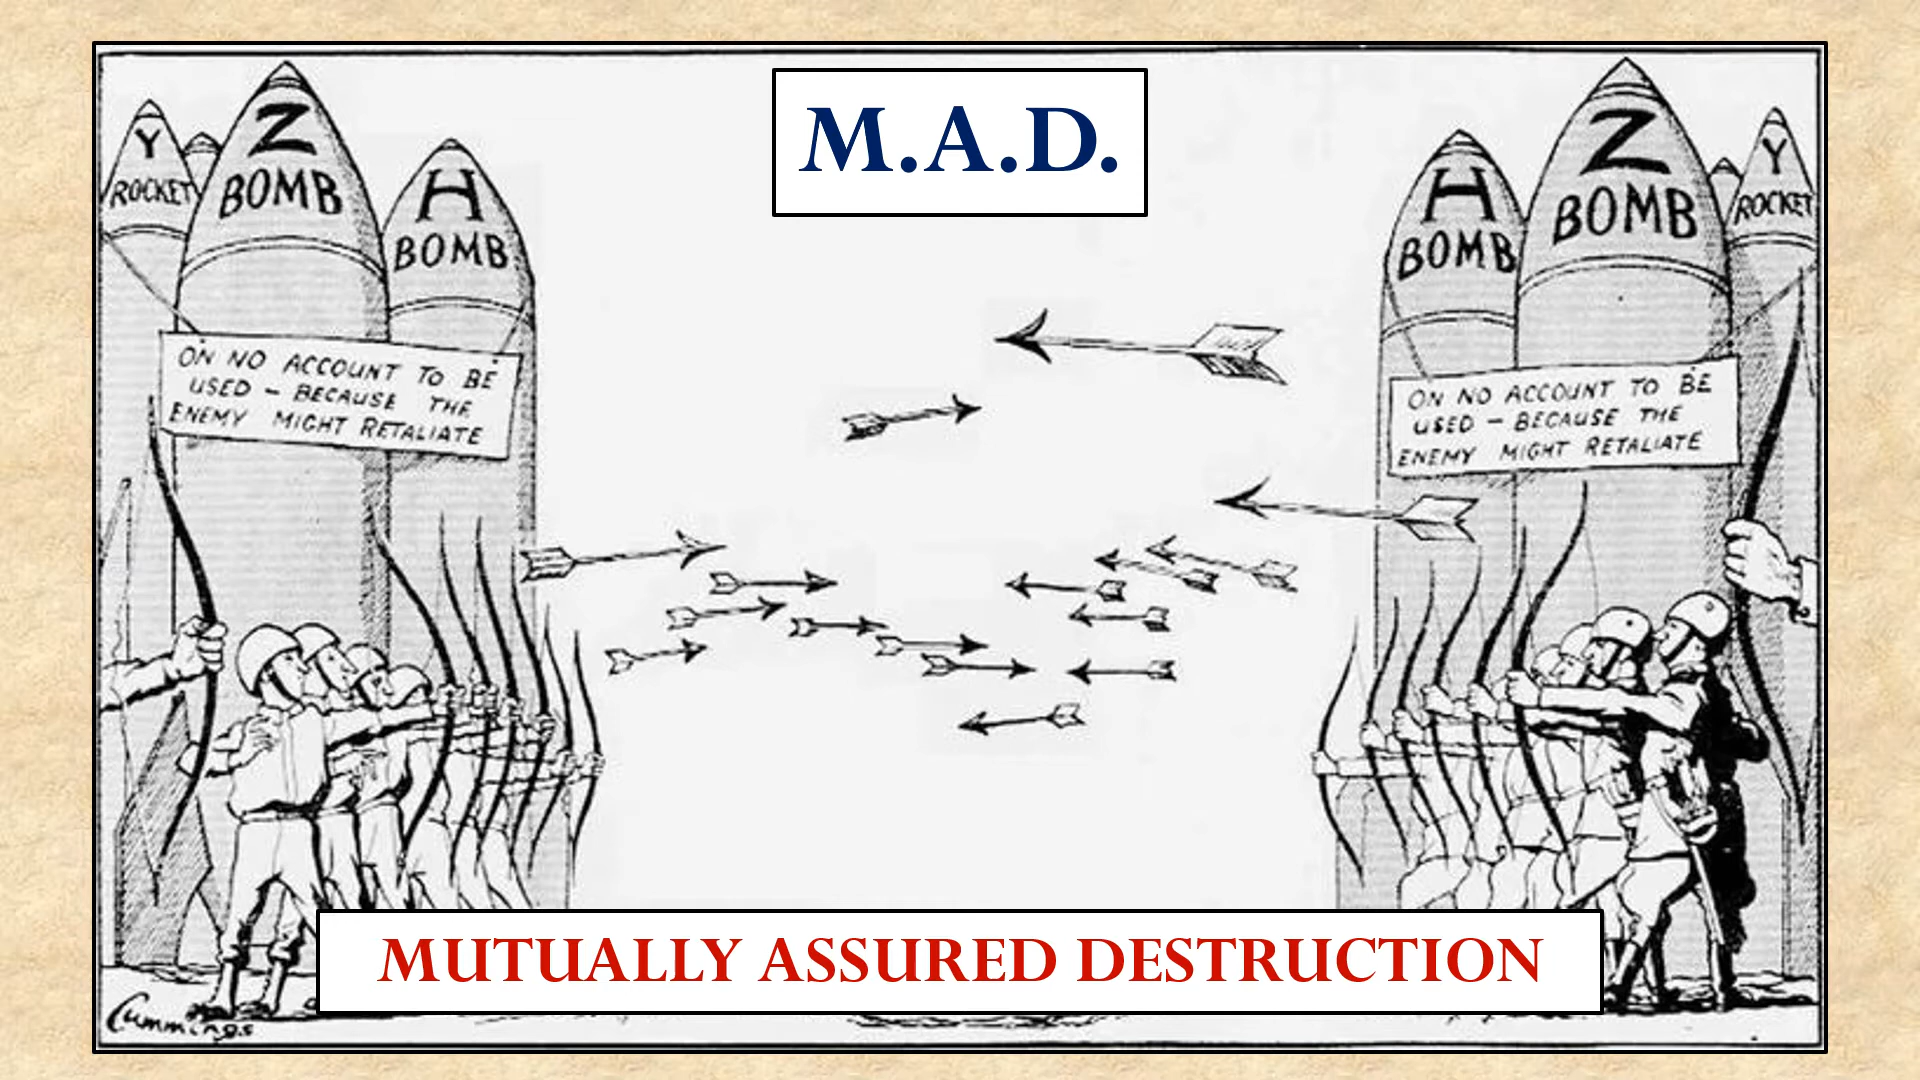 M.A.D.
Y
ROCKET
Z
BOMB
H
BOMB
ON NO ACCOUNT TO BE
USED - BECAUSE THE
ENEMY MIGHT RETALIATE
H
BOMB
Z
BOMB
Y
ROCKET
ON NO ACCOUNT TO BE
USED - BECAUSE THE
ENEMY MIGHT RETALIATE
MUTUALLY ASSURED DESTRUCTION
Cummings